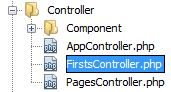 Controller
Component
AppController.php
FirstsController.php
PagesController.php